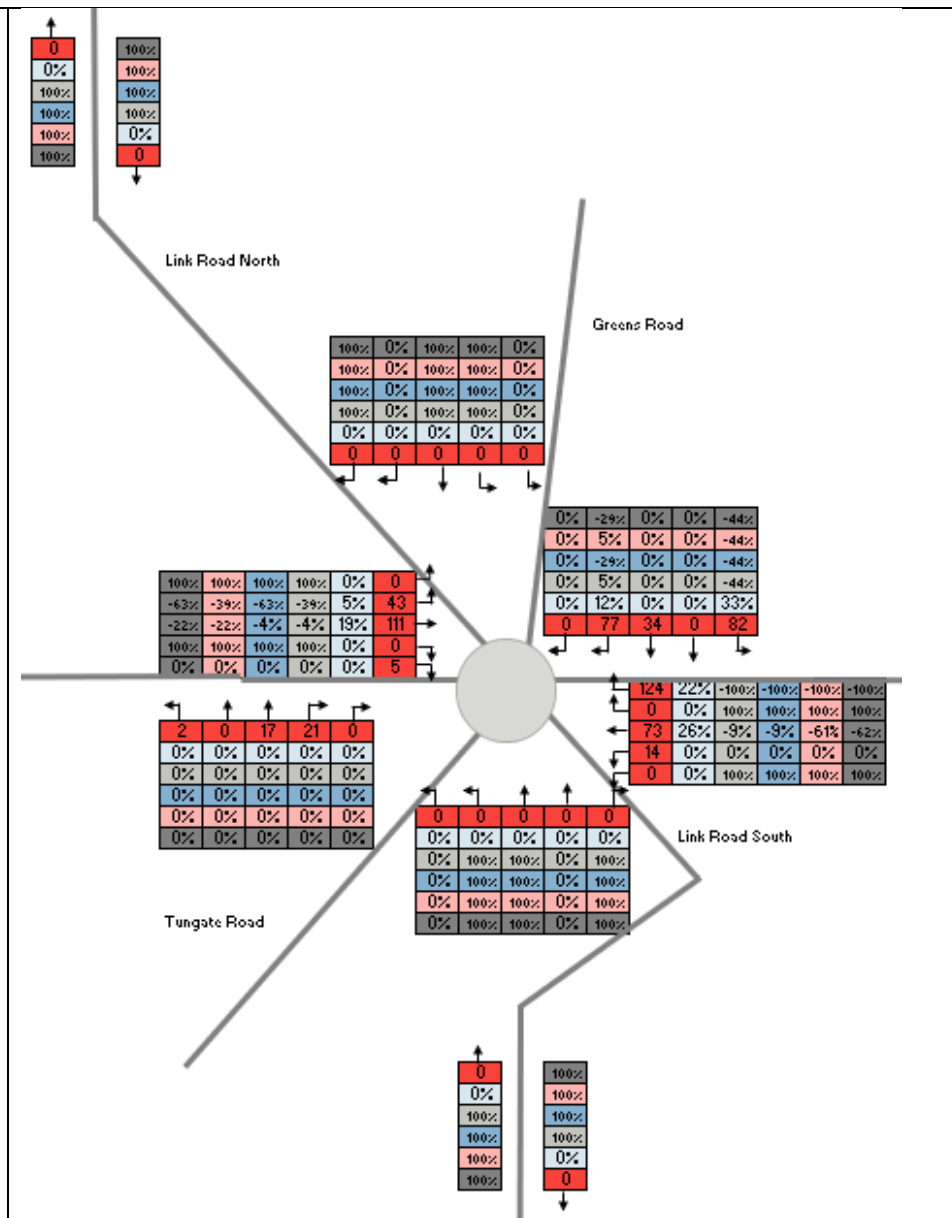 0 100%
0% 100%
100% 100%
100% 100%
100% 0%
100% 0
Link Road North
Greens Road
100% 0% 100% 100% 0%
100% 0% 100% 100% 0%
100% 0% 100% 100% 0%
100% 0% 100% 100% 0%
0% 0% 0% 0% 0%
0 0 0 0 0
0% -29% 0% 0% -44%
0% 5% 0% 0% -44%
0% -29% 0% 0% -44%
0% 5% 0% 0% -44%
0% 12% 0% 0% 33%
0 77 34 0 82
100% 100% 100% 100% 0% 0
-63% -39% -63% -39% 5% 43
-22% -22% -4% -4% 19% 111
100% 100% 100% 100% 0% 0
0% 0% 0% 0% 0% 5
124 22% -100% -100% -100% -100%
0 0% 100% 100% 100% 100%
73 26% -9% -9% -61% -62%
14 0% 0% 0% 0% 0%
0 0% 100% 100% 100% 100%
2 0 17 21 0
0% 0% 0% 0% 0%
0% 0% 0% 0% 0%
0% 0% 0% 0% 0%
0% 0% 0% 0% 0%
0% 0% 0% 0% 0%
0 0 0 0 0
0% 0% 0% 0% 0%
0% 100% 100% 0% 100%
0% 100% 100% 0% 100%
0% 100% 100% 0% 100%
0% 100% 100% 0% 100%
Link Road South
Tungate Road
0 100%
0% 100%
100% 100%
100% 100%
100% 0%
100% 0